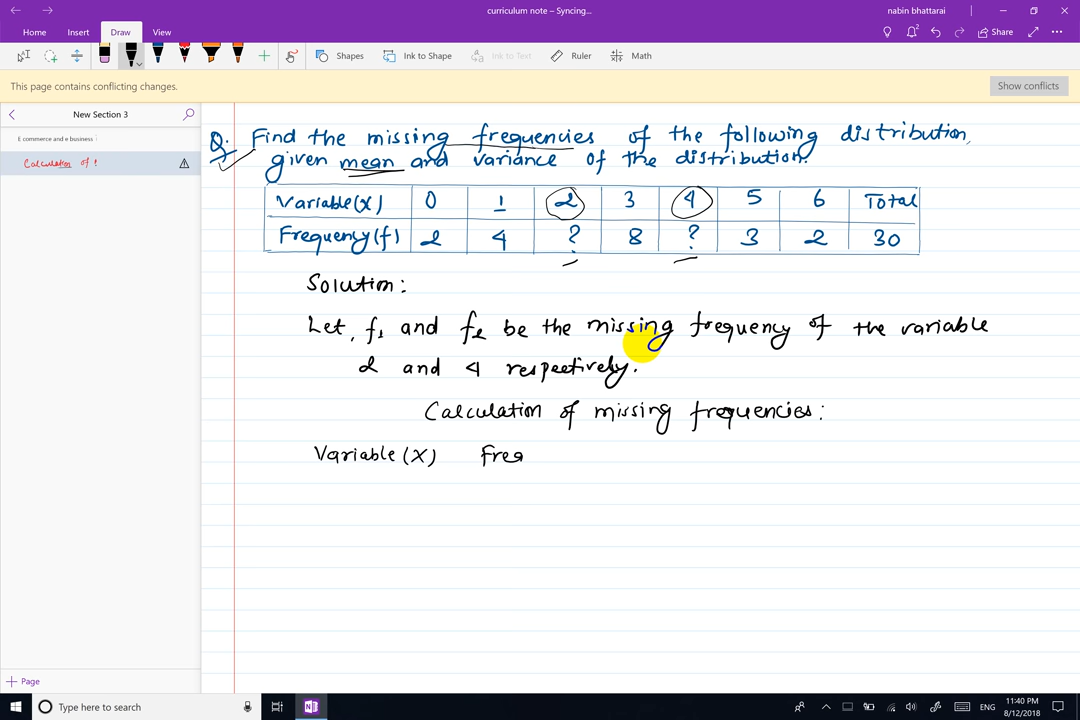 curriculum note – Syncing...
nabin bhattarai
Home Insert Draw View
Share
Shapes Ink to Shape Ink to Text Ruler Math
This page contains conflicting changes.
Show conflicts
New Section 3
E commerce and e business
Calculation of !
Q. Find the missing frequencies of the following distribution,
given mean and variance of the distribution.
Variable(x) 0 1 2 3 4 5 6 Total
Frequency(f) 2 4 ? 8 ? 3 2 30
Solution:
Let, f1 and f2 be the missing frequency of the variable
2 and 4 respectively.
Calculation of missing frequencies:
Variable(X) Freq
+ Page
Type here to search
ENG
11:40 PM
8/12/2018